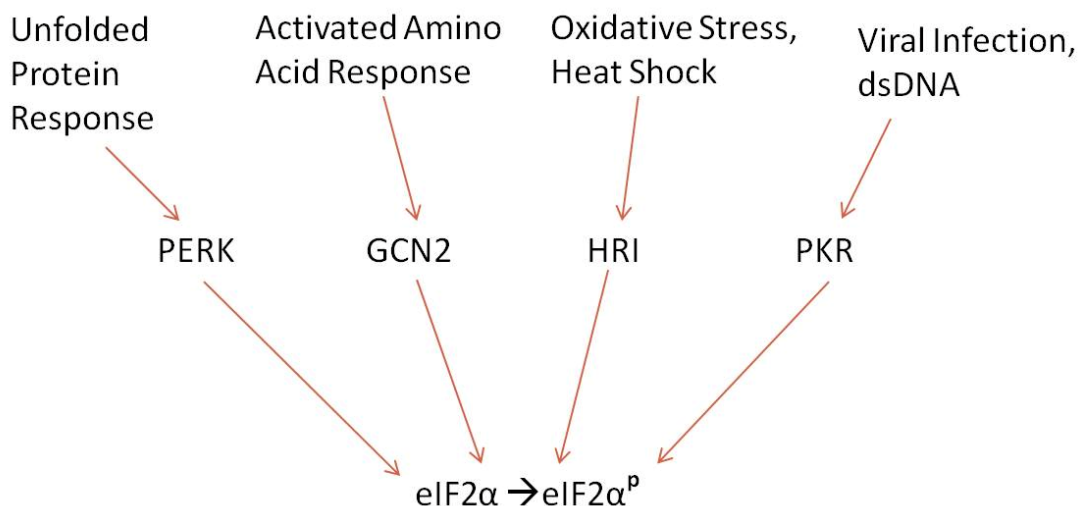 Unfolded
Protein
Response
Activated Amino
Acid Response
Oxidative Stress,
Heat Shock
Viral Infection,
dsDNA
PERK
GCN2
HRI
PKR
eIF2α → eIF2αᵖ